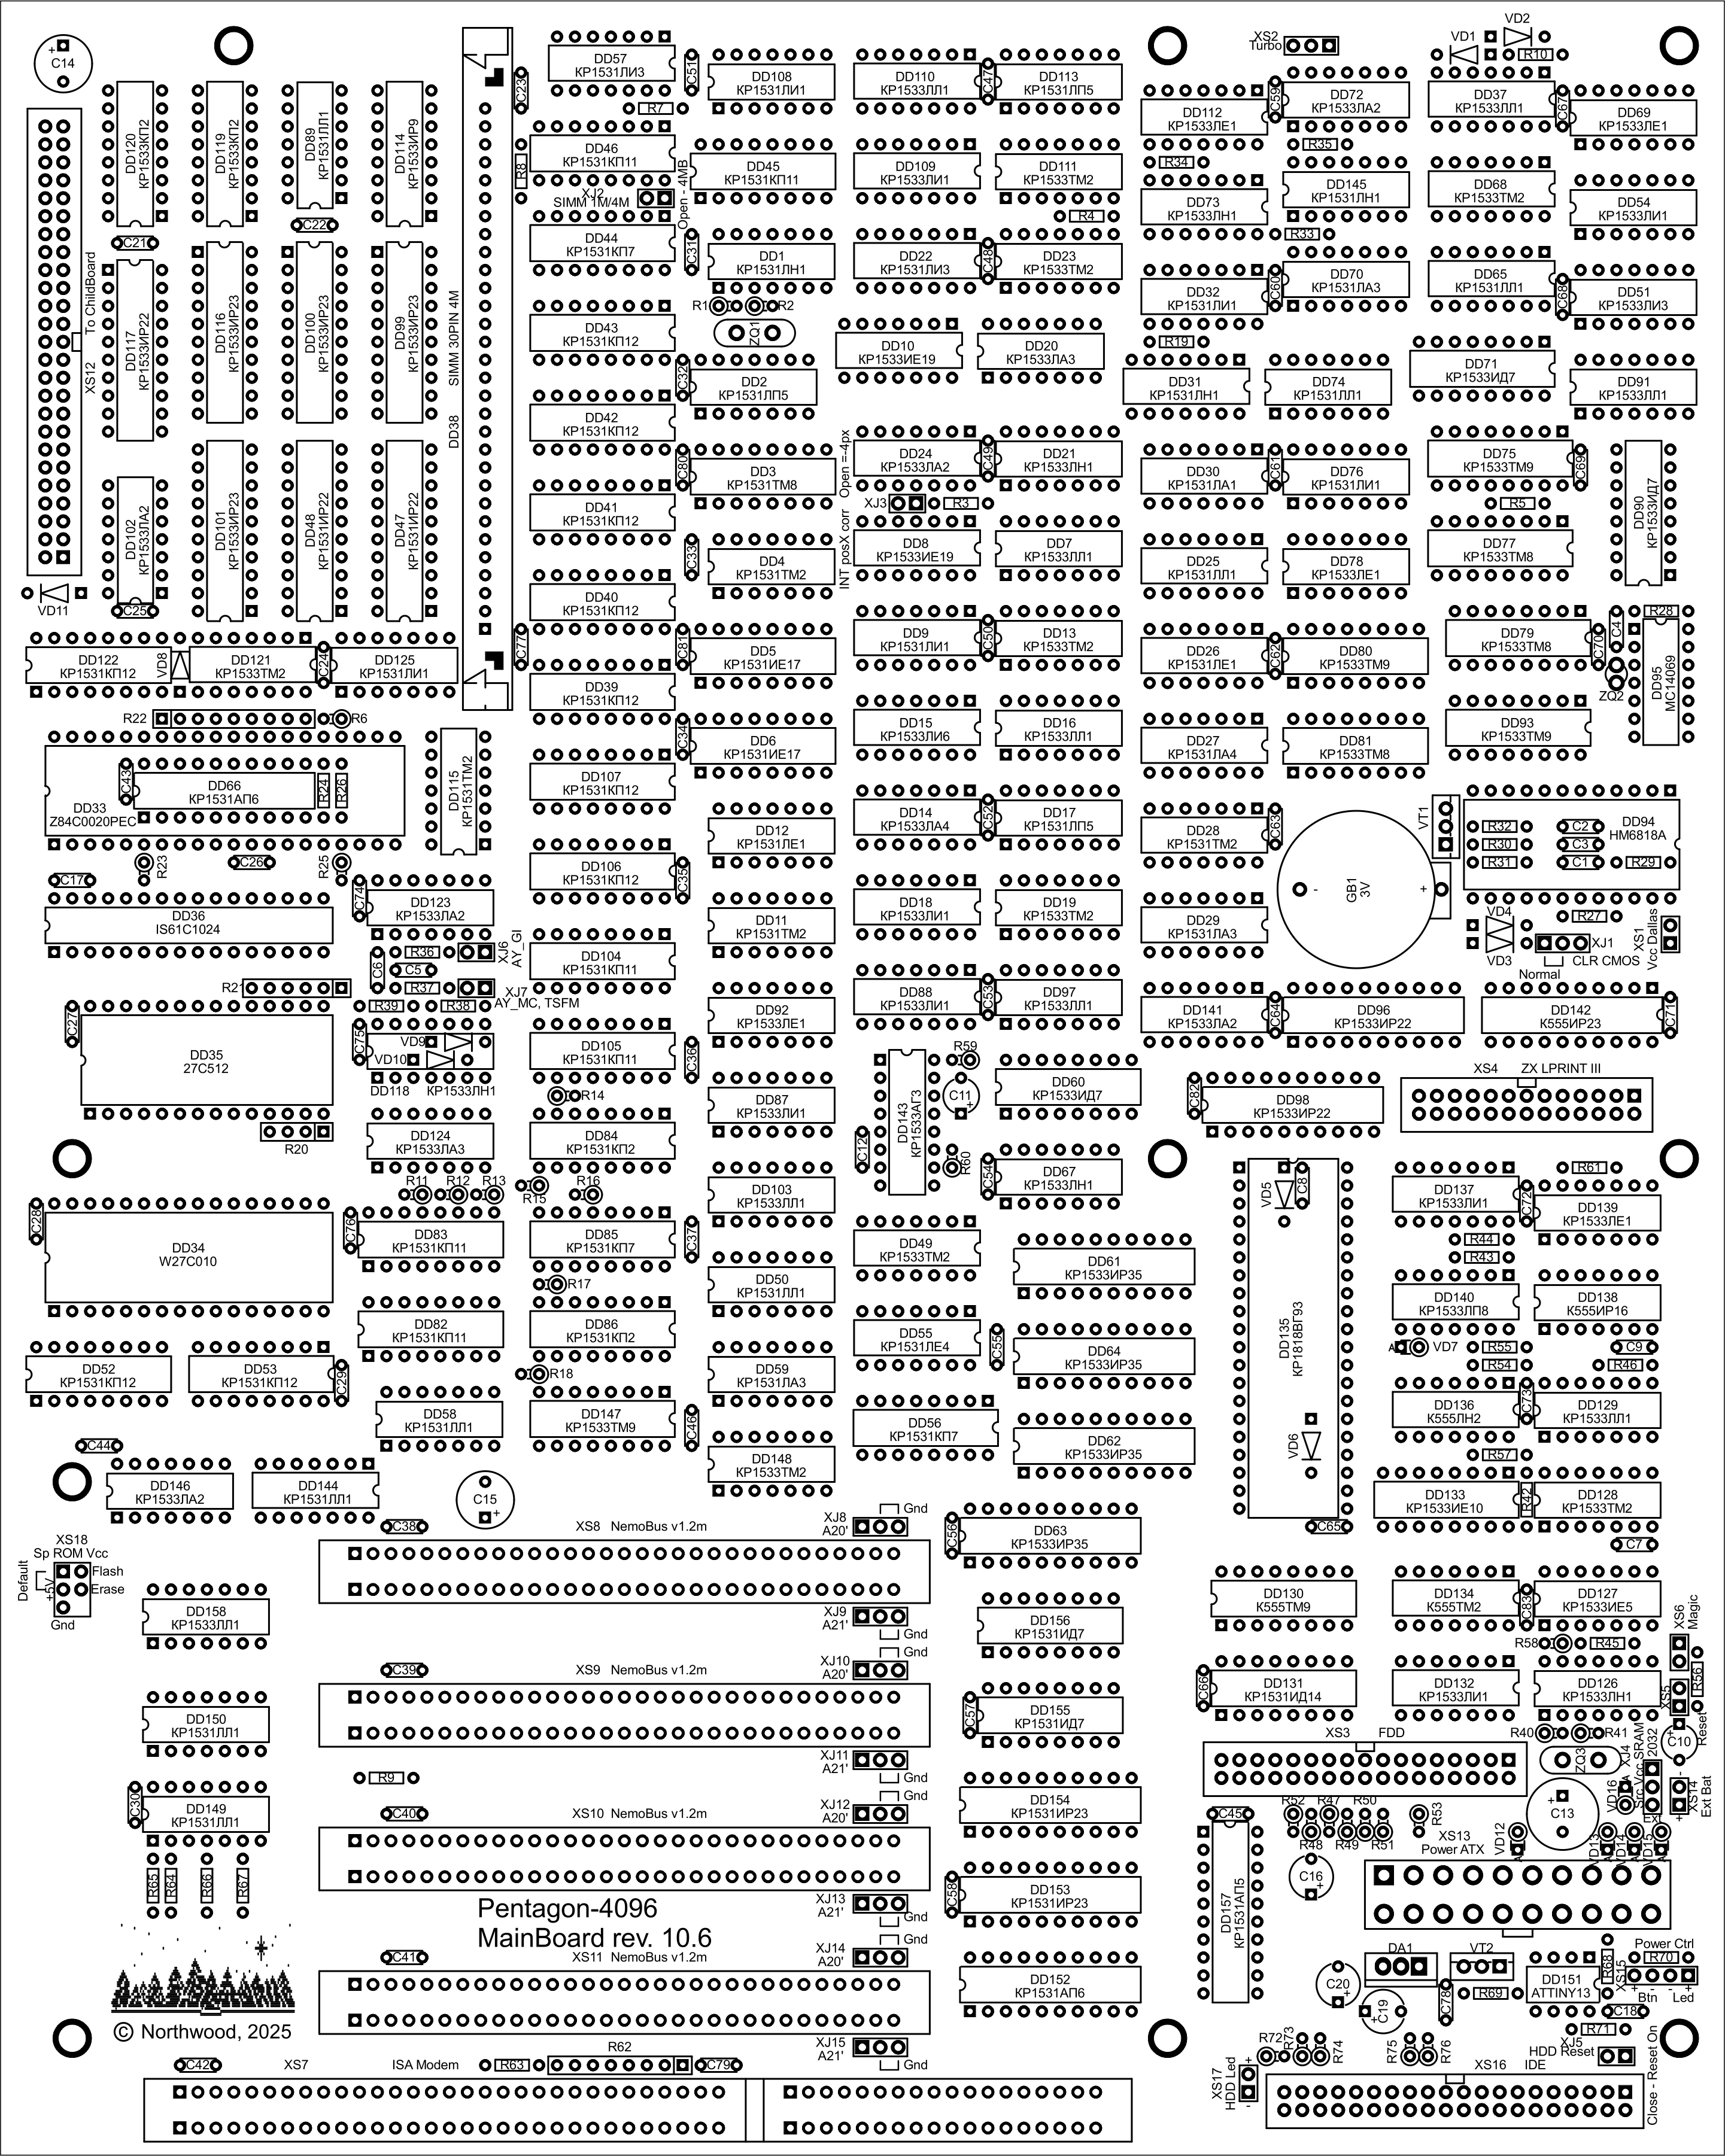 C14
DD120
КР1533КП2
DD119
КР1533КП2
DD89
КР1531ЛЛ1
DD114
КР1533ИР9
C23
DD57
КР1531ЛИ3
C51
R7
DD108
КР1531ЛИ1
DD110
КР1533ЛЛ1
C47
DD113
КР1531ЛП5
XS2
Turbo
VD1
VD2
R10
DD112
КР1533ЛЕ1
C59
DD72
КР1533ЛА2
DD37
КР1533ЛЛ1
C67
DD69
КР1533ЛЕ1
R35
R8
DD46
КР1531КП11
XJ2
SIMM 1M/4M
Open - 4MB
DD45
КР1531КП11
DD109
КР1533ЛИ1
DD111
КР1533ТМ2
R4
R34
DD73
КР1533ЛН1
DD145
КР1531ЛН1
R33
DD68
КР1533ТМ2
DD54
КР1533ЛИ1
C21
C22
DD44
КР1531КП7
C31
DD1
КР1531ЛН1
DD22
КР1531ЛИ3
C48
DD23
КР1533ТМ2
DD32
КР1531ЛИ1
C60
DD70
КР1531ЛА3
DD65
КР1531ЛЛ1
C68
DD51
КР1531ЛИ3
R1
R2
ZQ1
XS12
To ChildBoard
DD117
КР1533ИР22
DD116
КР1533ИР23
DD100
КР1533ИР23
DD99
КР1533ИР23
DD38
SIMM 30PIN 4M
DD43
КР1531КП12
DD10
КР1533ИЕ19
DD20
КР1533ЛА3
R19
C32
DD2
КР1531ЛП5
DD31
КР1531ЛН1
DD74
КР1531ЛЛ1
DD71
КР1533ИД7
DD91
КР1533ЛЛ1
DD42
КР1531КП12
C80
DD3
КР1531ТМ8
INT posX corr Open =-4px
DD24
КР1533ЛА2
C49
DD21
КР1533ЛН1
XJ3
R3
DD30
КР1531ЛА1
C61
DD76
КР1531ЛИ1
DD75
КР1533ТМ9
C69
R5
DD90
КР1533ИД7
DD102
КР1533ЛА2
DD101
КР1533ИР23
DD48
КР1531ИР22
DD47
КР1531ИР22
DD41
КР1531КП12
C33
DD4
КР1531ТМ2
DD8
КР1533ИЕ19
DD7
КР1533ЛЛ1
DD25
КР1531ЛЛ1
DD78
КР1533ЛЕ1
DD77
КР1533ТМ8
VD11
C25
DD40
КР1531КП12
C77
C81
DD5
КР1531ИЕ17
DD9
КР1533ЛИ1
C50
DD13
КР1533ТМ2
DD26
КР1531ЛЕ1
C62
DD80
КР1533ТМ9
DD79
КР1533ТМ8
C70
C4
R28
ZQ2
DD95
MC14069
DD122
КР1531КП12
VD8
DD121
КР1533ТМ2
C24
DD125
КР1531ЛИ1
DD39
КР1531КП12
R22
R6
C34
DD6
КР1531ИЕ17
DD15
КР1533ЛИ6
DD16
КР1533ЛЛ1
DD27
КР1531ЛА4
DD81
КР1533ТМ8
DD93
КР1533ТМ9
C43
DD66
КР1531АП6
R24
R26
DD33
Z84C0020PEC
DD115
КР1531ТМ2
DD107
КР1531КП12
DD12
КР1531ЛЕ1
DD14
КР1533ЛА4
C52
DD17
КР1531ЛП5
DD28
КР1531ТМ2
C63
GB1
3V
-
+
VT1
R32
R30
R31
C2
C3
C1
DD94
HM6818A
R29
R23
C26
R25
C17
DD106
КР1531КП12
C35
DD36
IS61C1024
C74
DD123
КР1533ЛА2
DD11
КР1531ТМ2
DD18
КР1533ЛИ1
DD19
КР1533ТМ2
DD29
КР1531ЛА3
VD4
VD3
R27
XJ1
CLR CMOS
Normal
XS1
Vcc Dallas
R36
C6
C5
XJ6
AY_GI
R21
R37
XJ7
AY_MC, TSFM
R39
R38
DD104
КР1531КП11
DD92
КР1533ЛЕ1
DD88
КР1531ЛИ1
C53
DD97
КР1533ЛЛ1
DD141
КР1533ЛА2
C64
DD96
КР1533ИР22
DD142
К555ИР23
C71
C27
DD35
27C512
C75
VD9
VD10
DD118
КР1533ЛН1
DD105
КР1531КП11
C36
R14
R59
C11
DD143
КР1533АГ3
C12
R60
DD60
КР1533ИД7
C82
DD98
КР1533ИР22
XS4
ZX LPRINT III
R20
DD124
КР1533ЛА3
DD84
КР1531КП2
DD87
КР1533ЛИ1
C54
DD67
КР1533ЛН1
R11
R12
R13
R15
R16
DD103
КР1533ЛЛ1
VD5
C8
DD137
КР1533ЛИ1
C72
R61
DD139
КР1533ЛЕ1
R44
R43
C28
DD34
W27C010
C76
DD83
КР1531КП11
DD85
КР1531КП7
C37
DD49
КР1533ТМ2
DD61
КР1533ИР35
R17
DD50
КР1531ЛЛ1
DD135
КР1818ВГ93
DD140
КР1533ЛП8
DD138
К555ИР16
DD82
КР1531КП11
DD86
КР1531КП2
DD55
КР1531ЛЕ4
C55
DD64
КР1533ИР35
A
VD7
R55
R54
C9
R46
DD52
КР1531КП12
DD53
КР1531КП12
C29
R18
DD59
КР1531ЛА3
DD58
КР1531ЛЛ1
DD147
КР1533ТМ9
C46
DD56
КР1531КП7
DD62
КР1533ИР35
VD6
DD136
К555ЛН2
C73
DD129
КР1533ЛЛ1
R57
C44
DD148
КР1533ТМ2
DD146
КР1533ЛА2
DD144
КР1531ЛЛ1
C15
DD133
КР1533ИЕ10
R42
DD128
КР1533ТМ2
C65
C7
C38
XS8 NemoBus v1.2m
XJ8
A20'
Gnd
C56
DD63
КР1533ИР35
XS18
Sp ROM Vcc
Default
+5V
Flash
Erase
Gnd
DD158
КР1533ЛЛ1
XJ9
A21'
Gnd
DD156
КР1531ИД7
DD130
К555ТМ9
DD134
К555ТМ2
C83
DD127
КР1533ИЕ5
R58
R45
XS6
Magic
C39
XS9 NemoBus v1.2m
XJ10
A20'
Gnd
C66
DD131
КР1531ИД14
DD132
КР1533ЛИ1
DD126
КР1533ЛН1
XS5
R56
Reset
DD150
КР1531ЛЛ1
C57
DD155
КР1531ИД7
XS3
FDD
R40
R41
C10
ZQ3
XJ4
Src Vcc SRAM
2032
XJ11
A21'
Gnd
R9
C30
DD149
КР1531ЛЛ1
C40
XS10 NemoBus v1.2m
XJ12
A20'
Gnd
DD154
КР1531ИР23
C45
R52
R47
R50
R53
R48
R49
R51
C13
VD16
XS14
Ext Bat
VD12
VD13
VD14
VD15
XS13
Power ATX
C16
R65
R64
R66
R67
Pentagon-4096
MainBoard rev. 10.6
XJ13
A21'
Gnd
C58
DD153
КР1531ИР23
DD157
КР1531АП5
C41
XS11 NemoBus v1.2m
XJ14
A20'
Gnd
DD152
КР1531АП6
DA1
VT2
C20
C19
C78
R69
DD151
ATTINY13
R68
Power Ctrl
R70
XS15
Btn
Led
C18
R71
© Northwood, 2025
XJ15
A21'
Gnd
C42
XS7
ISA Modem
R63
R62
C79
R72
R73
R74
R75
R76
XJ5
HDD Reset
XS16
IDE
XS17
HDD Led
Close - Reset On